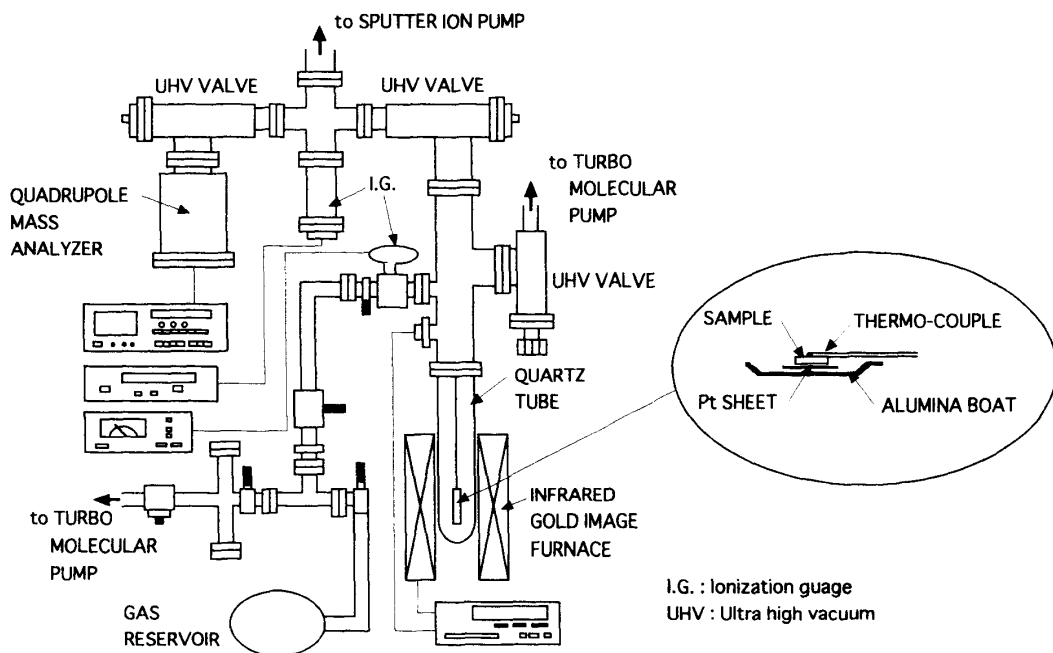 to SPUTTER ION PUMP
UHV VALVE
UHV VALVE
to TURBO
MOLECULAR
PUMP
I.G.
QUADRUPOLE
MASS
ANALYZER
UHV VALVE
SAMPLE
THERMO-COUPLE
Pt SHEET
ALUMINA BOAT
QUARTZ
TUBE
INFRARED
GOLD IMAGE
FURNACE
to TURBO
MOLECULAR
PUMP
GAS
RESERVOIR
I.G. : Ionization guage
UHV : Ultra high vacuum